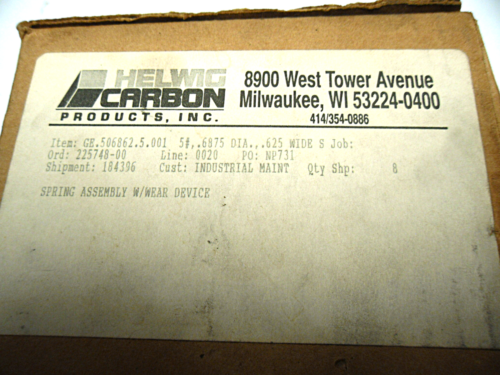 HELWIG
CARBON
PRODUCTS, INC.
8900 West Tower Avenue
Milwaukee, WI 53224-0400
414/354-0886
Item: GE.506862.5.001 5#,.6875 DIA.,.625 WIDE S Job:
Ord: 225748-00 Line: 0020 PO: NP731
Shipment: 184396 Cust: INDUSTRIAL MAINT Qty Shp: 8
SPRING ASSEMBLY W/WEAR DEVICE